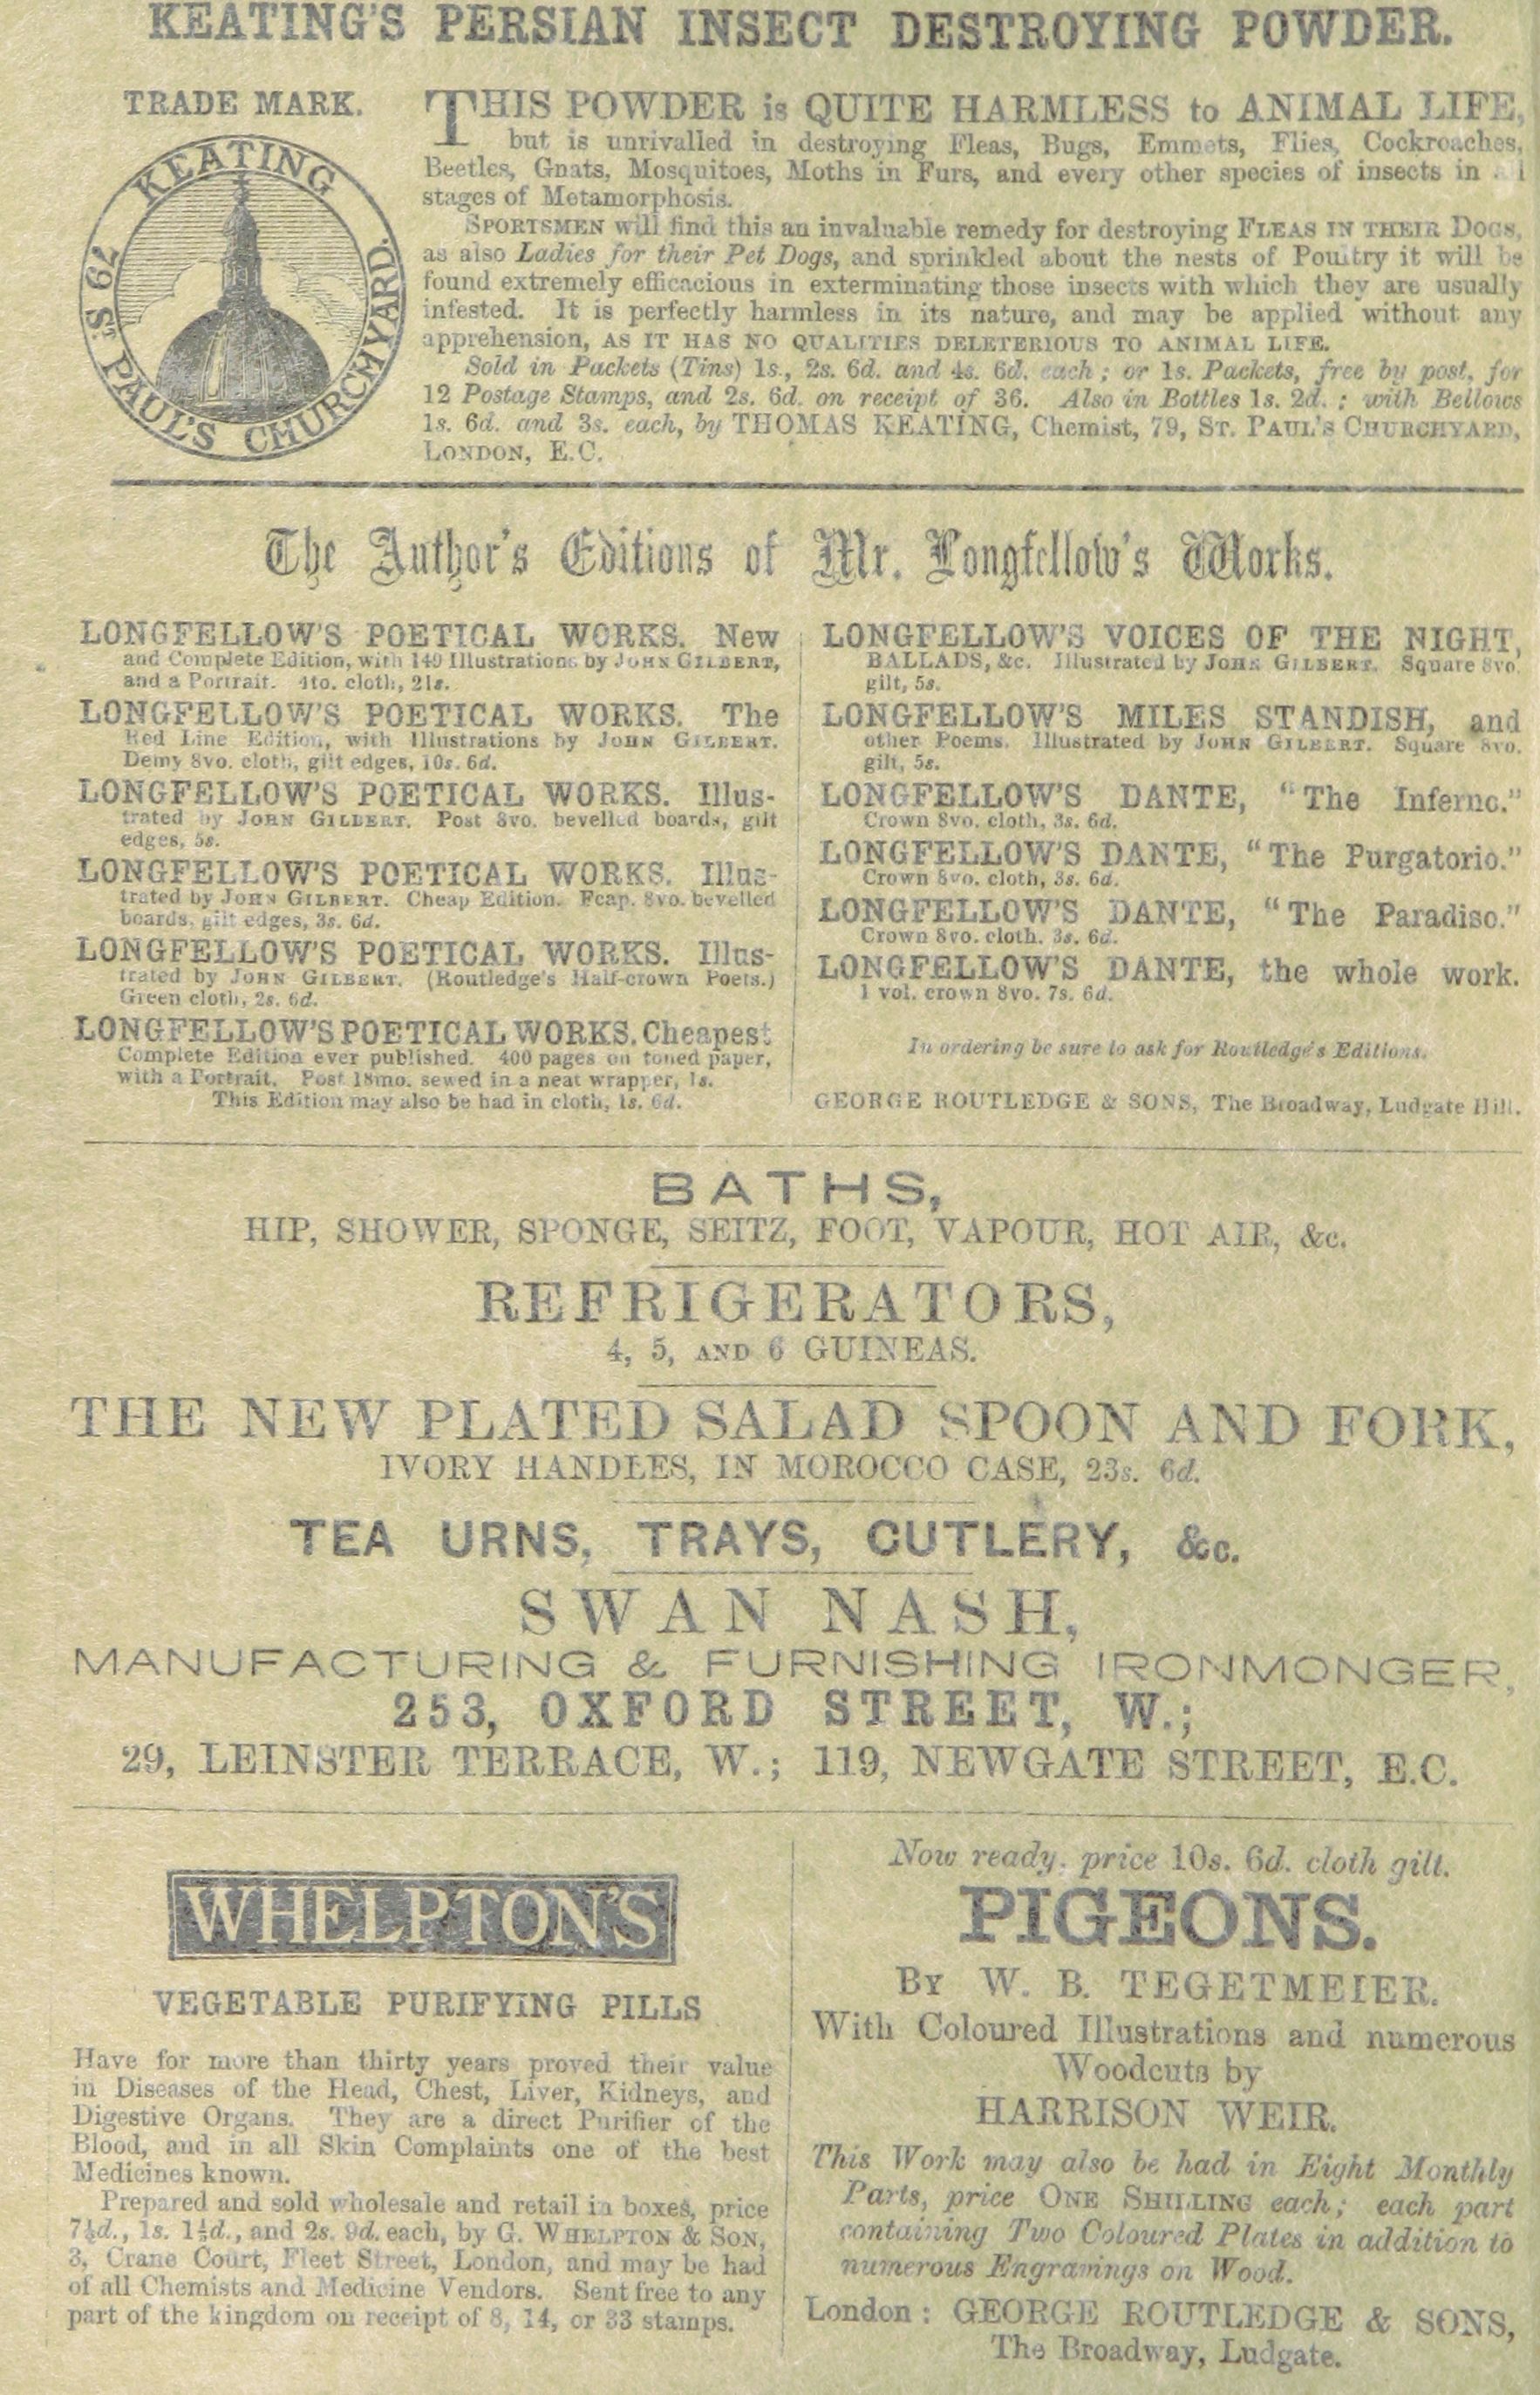 KEATING'S PERSIAN INSECT DESTROYING POWDER.
TRADE MARK.
KEATING
79 St. PAUL'S CHURCHYARD.
THIS POWDER is QUITE HARMLESS to ANIMAL LIFE,
but is unrivalled in destroying Fleas, Bugs, Emmets, Flies, Cockroaches,
Beetles, Gnats, Mosquitoes, Moths in Furs, and every other species of insects in
stages of Metamorphosis.
SPORTSMEN will find this an invaluable remedy for destroying FLEAS IN THEIR DOGS,
as also Ladies for their Pet Dogs, and sprinkled about the nests of Poultry it will be
found extremely efficacious in exterminating those insects with which they are usually
infested. It is perfectly harmless in its nature, and may be applied without any
apprehension, AS IT HAS NO QUALITIES DELETERIOUS TO ANIMAL LIFE.
Sold in Packets (Tins) 1s., 2s. 6d. and 4s. 6d. each; or 1s. Packets, free by post, for
12 Postage Stamps, and 2s. 6d. on receipt of 36. Also in Bottles 1s. 2d.; with Bellows
1s. 6d. and 3s. each, by THOMAS KEATING, Chemist, 79, ST. PAUL'S CHURCHYARD,
LONDON, E.C.
The Author's Editions of Mr. Longfellow's Works.
LONGFELLOW'S POETICAL WORKS. New
and Complete Edition, with 149 Illustrations by JOHN GILBERT,
and a Portrait. 4to. cloth, 21s.
LONGFELLOW'S POETICAL WORKS. The
Red Line Edition, with Illustrations by JOHN GILBERT.
Demy 8vo. cloth, gilt edges, 10s. 6d.
LONGFELLOW'S POETICAL WORKS. Illus-
trated by JOHN GILBERT. Post 8vo. bevelled boards, gilt
edges, 5s.
LONGFELLOW'S POETICAL WORKS. Illus-
trated by JOHN GILBERT. Cheap Edition. Fcap. 8vo. bevelled
boards, gilt edges, 3s. 6d.
LONGFELLOW'S POETICAL WORKS. Illus-
trated by JOHN GILBERT. (Routledge's Half-crown Poets.)
Green cloth, 2s. 6d.
LONGFELLOW'S POETICAL WORKS. Cheapest
Complete Edition ever published. 400 pages on toned paper,
with a Portrait. Post 18mo. sewed in a neat wrapper, 1s.
This Edition may also be had in cloth, 1s. 6d.
LONGFELLOW'S VOICES OF THE NIGHT,
BALLADS, &c. Illustrated by JOHN GILBERT. Square 8vo.
gilt, 5s.
LONGFELLOW'S MILES STANDISH, and
other Poems. Illustrated by JOHN GILBERT. Square 8vo.
gilt, 5s.
LONGFELLOW'S DANTE, "The Inferno."
Crown 8vo. cloth, 3s. 6d.
LONGFELLOW'S DANTE, "The Purgatorio."
Crown 8vo. cloth, 3s. 6d.
LONGFELLOW'S DANTE, "The Paradiso."
Crown 8vo. cloth. 3s. 6d.
LONGFELLOW'S DANTE, the whole work.
1 vol. crown 8vo. 7s. 6d.
In ordering be sure to ask for Routledge's Editions.
GEORGE ROUTLEDGE & SONS, The Broadway, Ludgate Hill.
BATHS,
HIP, SHOWER, SPONGE, SEITZ, FOOT, VAPOUR, HOT AIR, &c.
REFRIGERATORS,
4, 5, AND 6 GUINEAS.
THE NEW PLATED SALAD SPOON AND FORK,
IVORY HANDLES, IN MOROCCO CASE, 23s. 6d.
TEA URNS, TRAYS, CUTLERY, &c.
SWAN NASH,
MANUFACTURING & FURNISHING IRONMONGER,
253, OXFORD STREET, W.;
29, LEINSTER TERRACE, W.; 119, NEWGATE STREET, E.C.
WHELPTON'S
VEGETABLE PURIFYING PILLS
Have for more than thirty years proved their value
in Diseases of the Head, Chest, Liver, Kidneys, and
Digestive Organs. They are a direct Purifier of the
Blood, and in all Skin Complaints one of the best
Medicines known.
Prepared and sold wholesale and retail in boxes, price
7½d., 1s. 1½d., and 2s. 9d. each, by G. WHELPTON & SON,
3, Crane Court, Fleet Street, London, and may be had
of all Chemists and Medicine Vendors. Sent free to any
part of the kingdom on receipt of 8, 14, or 33 stamps.
Now ready, price 10s. 6d. cloth gilt.
PIGEONS.
BY W. B. TEGETMEIER.
With Coloured Illustrations and numerous
Woodcuts by
HARRISON WEIR.
This Work may also be had in Eight Monthly
Parts, price ONE SHILLING each; each part
containing Two Coloured Plates in addition to
numerous Engravings on Wood.
London: GEORGE ROUTLEDGE & SONS,
The Broadway, Ludgate.